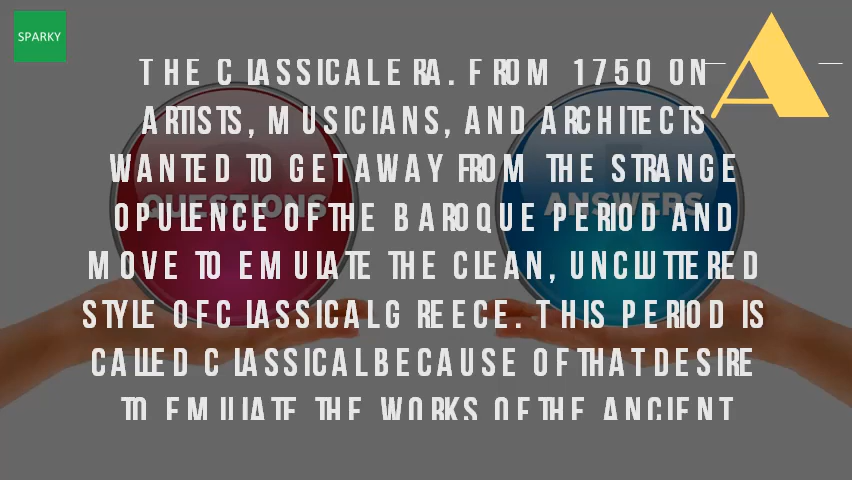 SPARKY
A
THE CLASSICAL ERA. FROM 1750 ON
ARTISTS, MUSICIANS, AND ARCHITECTS
WANTED TO GET AWAY FROM THE STRANGE
OPULENCE OF THE BAROQUE PERIOD AND
MOVE TO EMULATE THE CLEAN, UNCLUTTERED
STYLE OF CLASSICAL GREECE. THIS PERIOD IS
CALLED CLASSICAL BECAUSE OF THAT DESIRE
TO EMULATE THE WORKS OF THE ANCIENT
QUESTIONS
ANSWERS